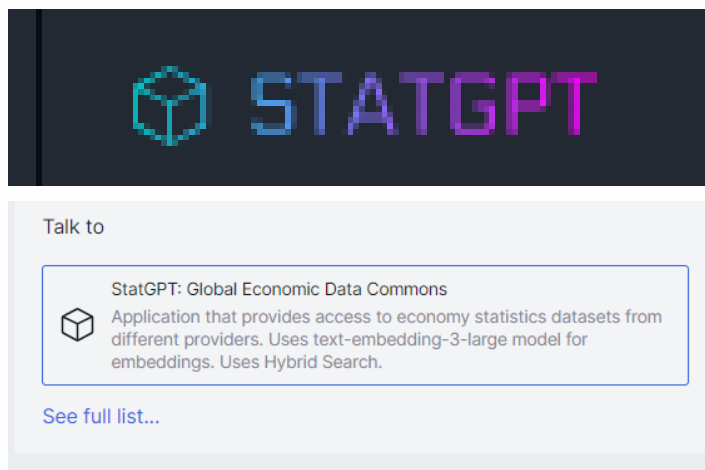 STATGPT
Talk to
StatGPT: Global Economic Data Commons
Application that provides access to economy statistics datasets from
different providers. Uses text-embedding-3-large model for
embeddings. Uses Hybrid Search.
See full list...